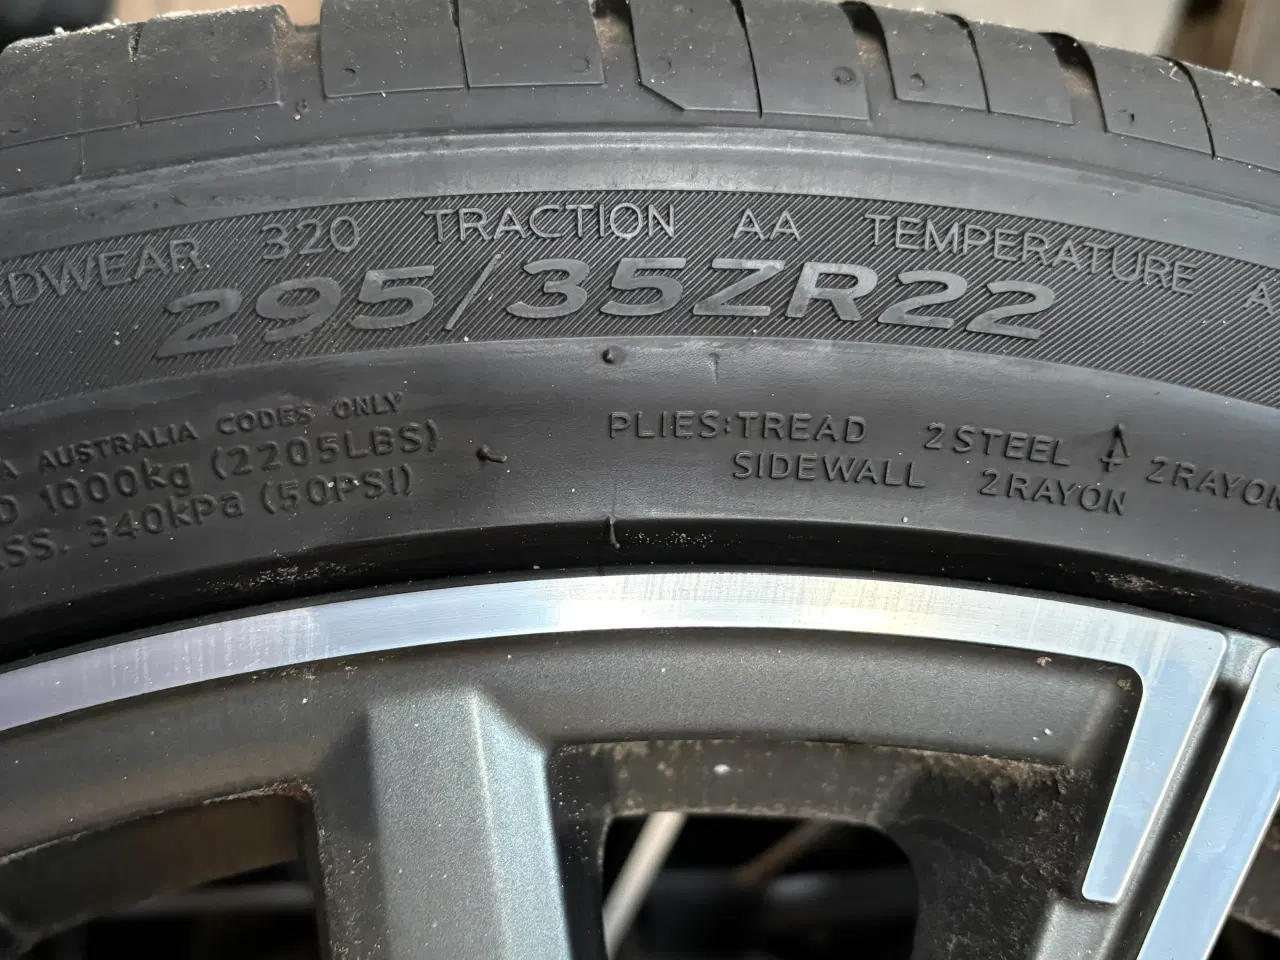 320 TRACTION AA TEMPERATURE A
295/35ZR22
AUSTRALIA CODES ONLY
1000kg (2205LBS)
340kPa (50PSI)
PLIES:TREAD 2STEEL + 2RAYON
SIDEWALL 2RAYON